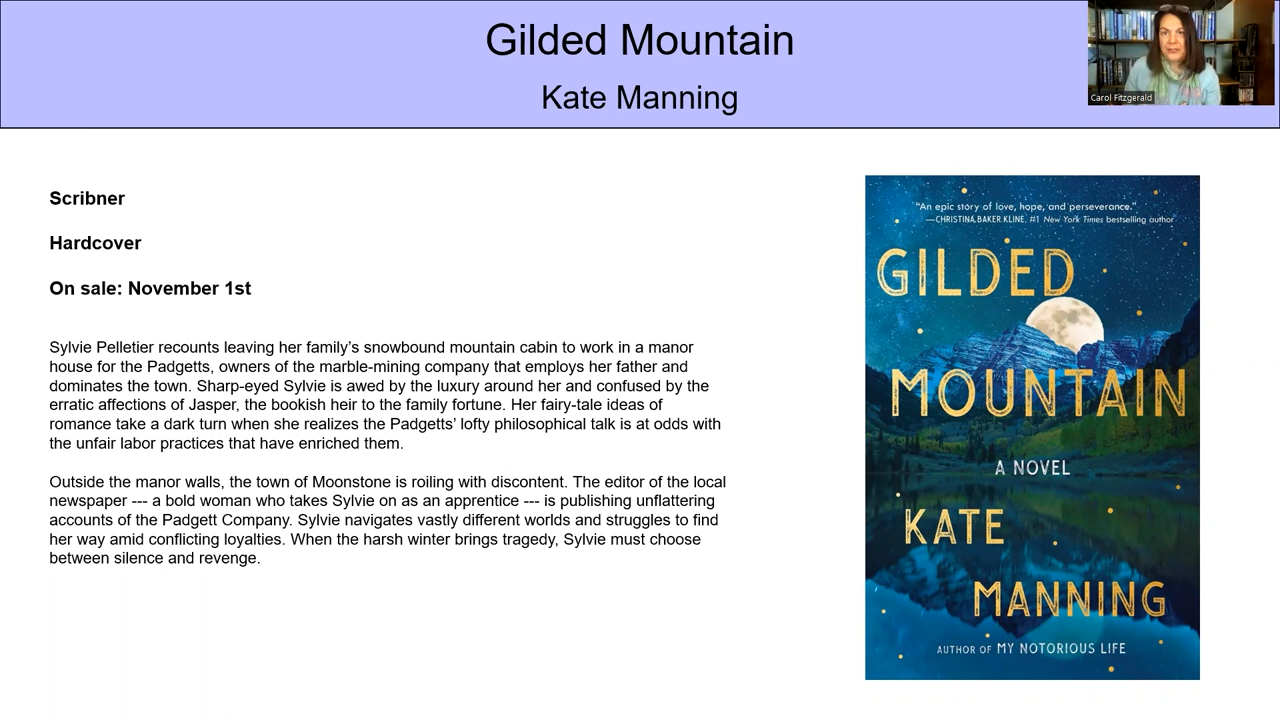 Gilded Mountain
Kate Manning
Carol Fitzgerald
Scribner
Hardcover
On sale: November 1st
Sylvie Pelletier recounts leaving her family’s snowbound mountain cabin to work in a manor
house for the Padgetts, owners of the marble-mining company that employs her father and
dominates the town. Sharp-eyed Sylvie is awed by the luxury around her and confused by the
erratic affections of Jasper, the bookish heir to the family fortune. Her fairy-tale ideas of
romance take a dark turn when she realizes the Padgetts’ lofty philosophical talk is at odds with
the unfair labor practices that have enriched them.
Outside the manor walls, the town of Moonstone is roiling with discontent. The editor of the local
newspaper --- a bold woman who takes Sylvie on as an apprentice --- is publishing unflattering
accounts of the Padgett Company. Sylvie navigates vastly different worlds and struggles to find
her way amid conflicting loyalties. When the harsh winter brings tragedy, Sylvie must choose
between silence and revenge.
“An epic story of love, hope, and perseverance.”
—CHRISTINA BAKER KLINE, #1 New York Times bestselling author
GILDED
MOUNTAIN
A NOVEL
KATE
MANNING
AUTHOR OF MY NOTORIOUS LIFE